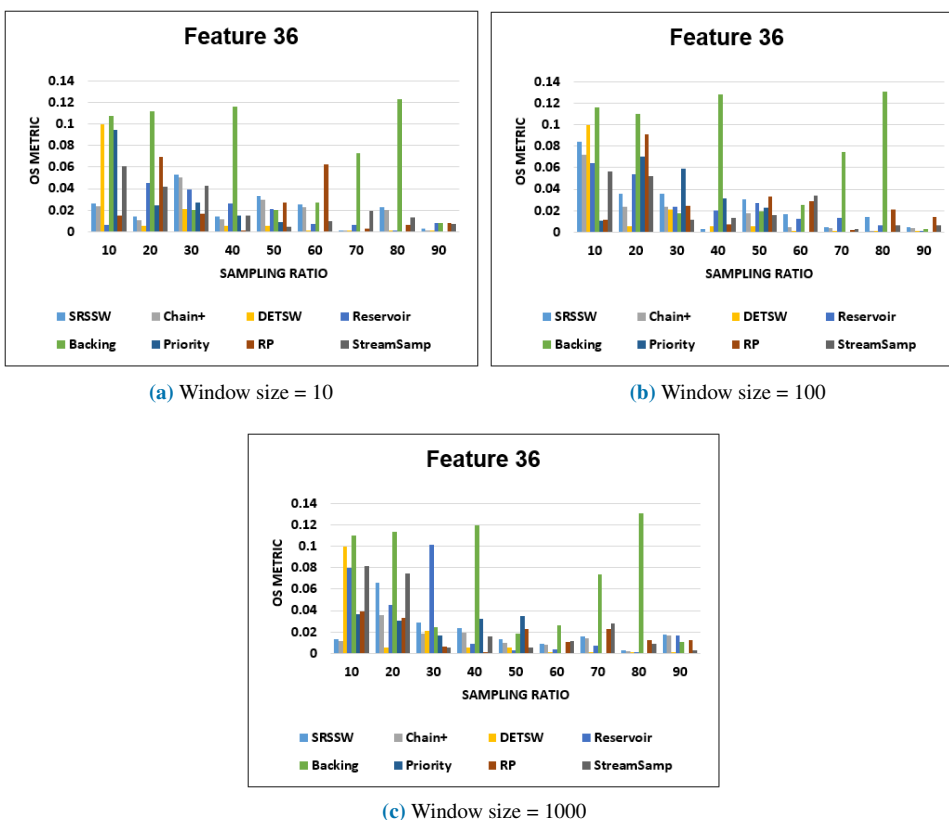 Feature 36
OS METRIC
0.14
0.12
0.1
0.08
0.06
0.04
0.02
0
10 20 30 40 50 60 70 80 90
SAMPLING RATIO
SRSSW Chain+ DETSW Reservoir
Backing Priority RP StreamSamp
(a) Window size = 10
Feature 36
OS METRIC
0.14
0.12
0.1
0.08
0.06
0.04
0.02
0
10 20 30 40 50 60 70 80 90
SAMPLING RATIO
SRSSW Chain+ DETSW Reservoir
Backing Priority RP StreamSamp
(b) Window size = 100
Feature 36
OS METRIC
0.14
0.12
0.1
0.08
0.06
0.04
0.02
0
10 20 30 40 50 60 70 80 90
SAMPLING RATIO
SRSSW Chain+ DETSW Reservoir
Backing Priority RP StreamSamp
(c) Window size = 1000